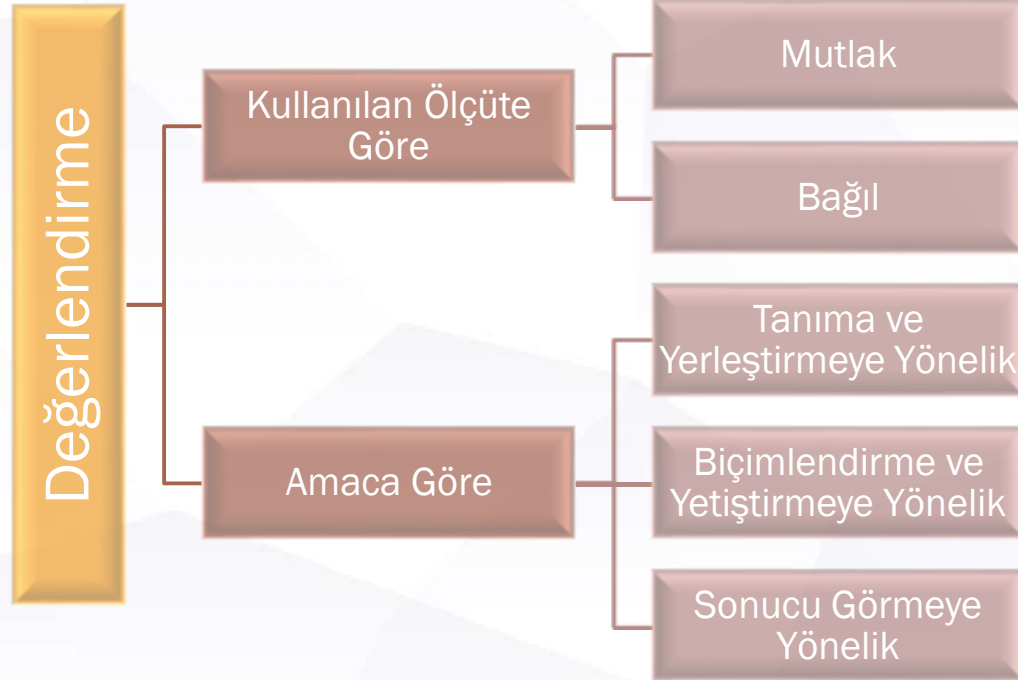 Değerlendirme
Kullanılan Ölçüte
Göre
Mutlak
Bağıl
Amaca Göre
Tanıma ve
Yerleştirmeye Yönelik
Biçimlendirme ve
Yetiştirmeye Yönelik
Sonucu Görmeye
Yönelik